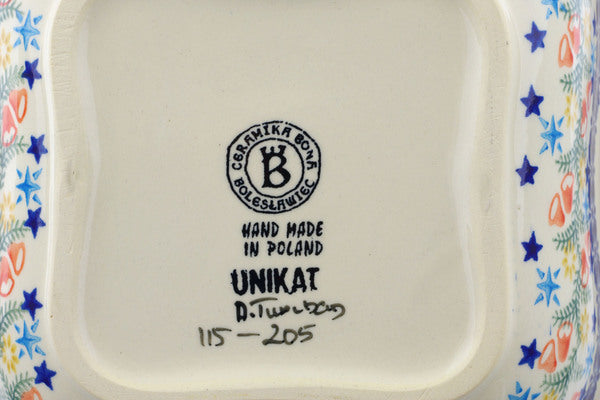 CERAMIKA BONA
BOLESŁAWIEC
B
HAND MADE
IN POLAND
UNIKAT
115-205